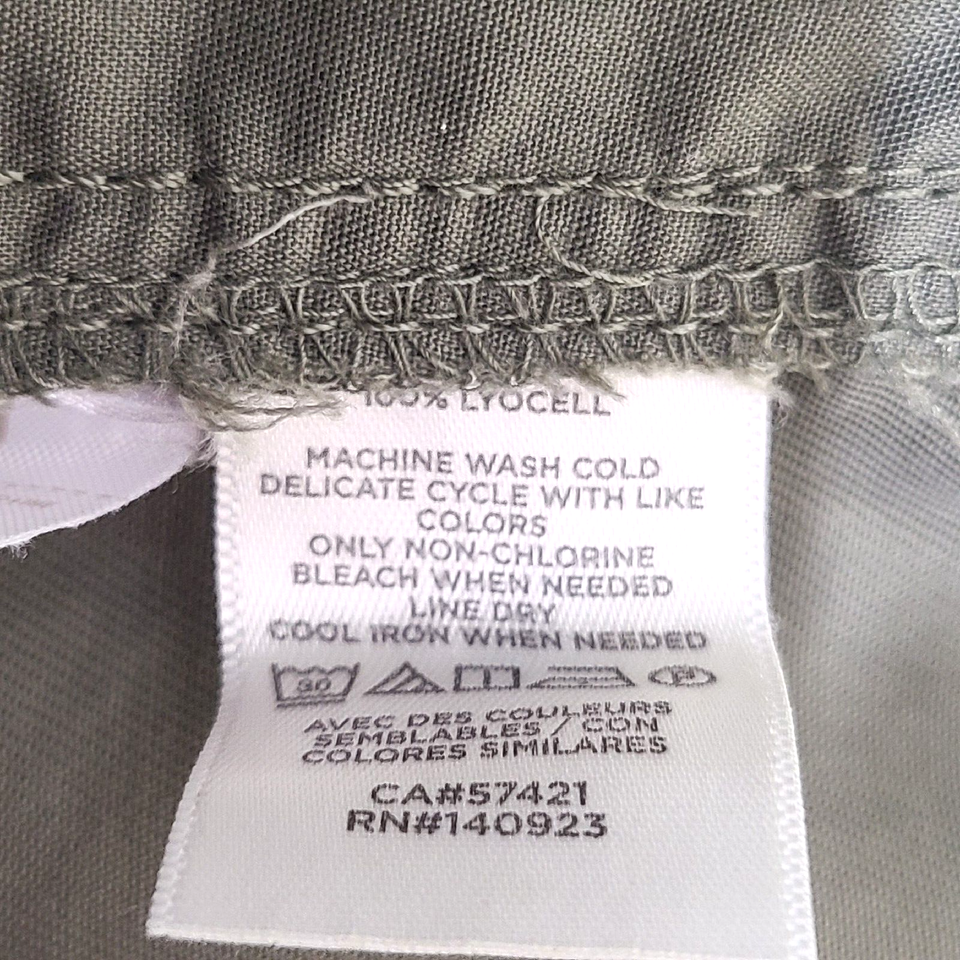 100% LYOCELL
MACHINE WASH COLD
DELICATE CYCLE WITH LIKE
COLORS
ONLY NON-CHLORINE
BLEACH WHEN NEEDED
LINE DRY
COOL IRON WHEN NEEDED
30 P
AVEC DES COULEURS
SEMBLABLES / CON
COLORES SIMILARES
CA#57421
RN#140923